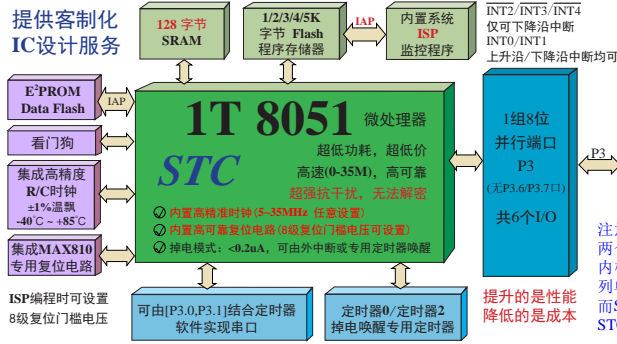 提供客制化
IC设计服务
128 字节
SRAM
1/2/3/4/5K
字节 Flash
程序存储器
IAP
内置系统
ISP
监控程序
INT2/INT3/INT4
仅可下降沿中断
INT0/INT1
上升沿/下降沿中断均可
E²PROM
Data Flash
IAP
看门狗
集成高精度
R/C时钟
±1%温飘
-40℃ ~ +85℃
集成MAX810
专用复位电路
1T 8051 微处理器
STC
超低功耗，超低价
高速(0-35M)，高可靠
超强抗干扰，无法解密
内置高精准时钟(5~35MHz 任意设置)
内置高可靠复位电路(8级复位门槛电压可设置)
掉电模式：<0.2uA，可由外中断或专用定时器唤醒
1组8位
并行端口
P3
(无P3.6/P3.7口)
共6个I/O
P3
ISP编程时可设置
8级复位门槛电压
可由[P3.0,P3.1]结合定时器
软件实现串口
定时器0/定时器2
掉电唤醒专用定时器
提升的是性能
降低的是成本
两个
内
列
而S
STC